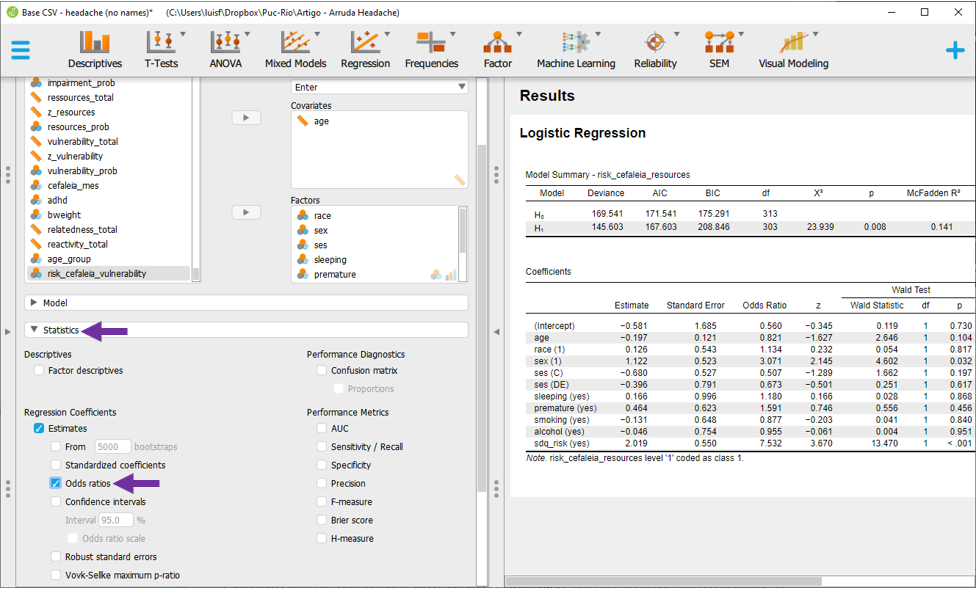 Base CSV - headache (no names)* (C:\Users\luisf\Dropbox\Puc-Rio\Artigo - Arruda Headache)
Descriptives T-Tests ANOVA Mixed Models Regression Frequencies Factor Machine Learning Reliability SEM Visual Modeling
impairment_prob
ressources_total
z_resources
resources_prob
vulnerability_total
z_vulnerability
vulnerability_prob
cefaleia_mes
adhd
bweight
relatedness_total
reactivity_total
age_group
risk_cefaleia_vulnerability
Enter
Covariates
age
Factors
race
sex
ses
sleeping
premature
Model
Statistics
Descriptives
Factor descriptives
Regression Coefficients
Estimates
From 5000 bootstraps
Standardized coefficients
Odds ratios
Confidence intervals
Interval 95.0 %
Odds ratio scale
Robust standard errors
Vovk-Sellke maximum p-ratio
Performance Diagnostics
Confusion matrix
Proportions
Performance Metrics
AUC
Sensitivity / Recall
Specificity
Precision
F-measure
Brier score
H-measure
Results
Logistic Regression
Model Summary - risk_cefaleia_resources
Model Deviance AIC BIC df X² p McFadden R²
H₀ 169.541 171.541 175.291 313
H₁ 145.603 167.603 208.846 303 23.939 0.008 0.141
Coefficients
Wald Test
Estimate Standard Error Odds Ratio z Wald Statistic df p
(Intercept) −0.581 1.685 0.560 −0.345 0.119 1 0.730
age −0.197 0.121 0.821 −1.627 2.646 1 0.104
race (1) 0.126 0.543 1.134 0.232 0.054 1 0.817
sex (1) 1.122 0.523 3.071 2.145 4.602 1 0.032
ses (C) −0.680 0.527 0.507 −1.289 1.662 1 0.197
ses (DE) −0.396 0.791 0.673 −0.501 0.251 1 0.617
sleeping (yes) 0.166 0.996 1.180 0.166 0.028 1 0.868
premature (yes) 0.464 0.623 1.591 0.746 0.556 1 0.456
smoking (yes) −0.131 0.648 0.877 −0.203 0.041 1 0.840
alcohol (yes) −0.046 0.754 0.955 −0.061 0.004 1 0.951
sdq_risk (yes) 2.019 0.550 7.532 3.670 13.470 1 < .001
Note. risk_cefaleia_resources level '1' coded as class 1.